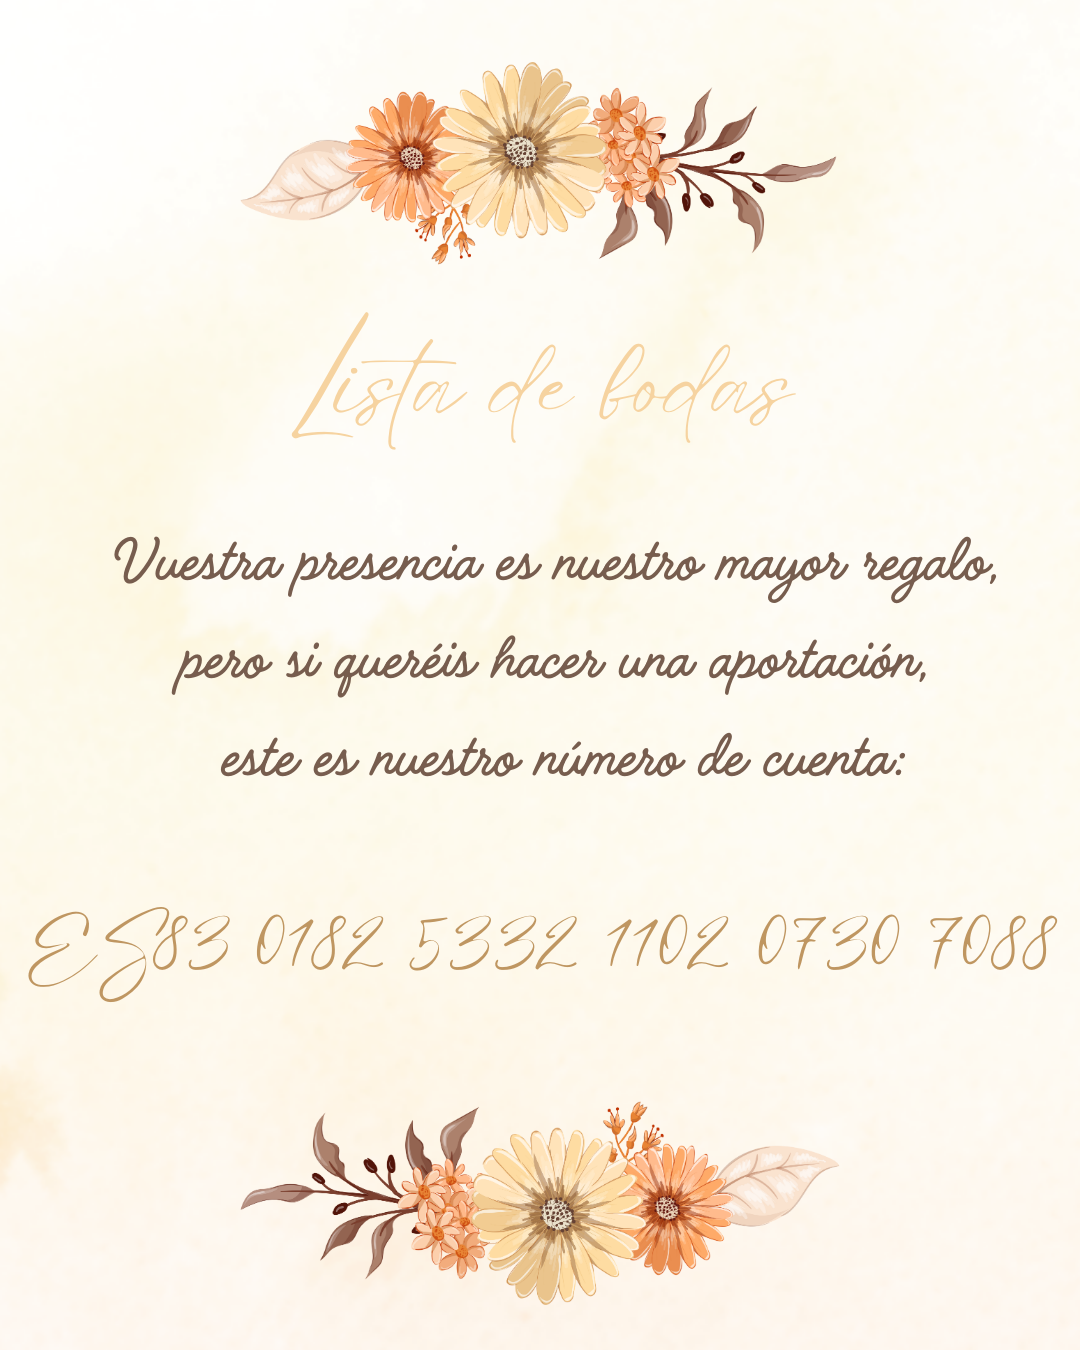 Lista de bodas
Vuestra presencia es nuestro mayor regalo,
pero si queréis hacer una aportación,
este es nuestro número de cuenta:
ES83 0182 5332 1102 0730 7088